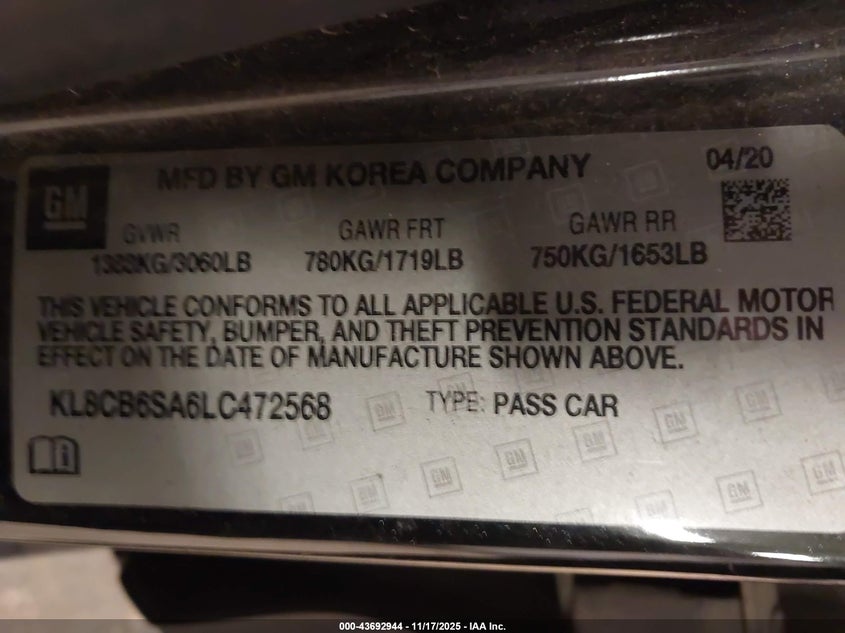 GM
MFD BY GM KOREA COMPANY
04/20
GVWR GAWR FRT GAWR RR
1388KG/3060LB 780KG/1719LB 750KG/1653LB
THIS VEHICLE CONFORMS TO ALL APPLICABLE U.S. FEDERAL MOTOR
VEHICLE SAFETY, BUMPER, AND THEFT PREVENTION STANDARDS IN
EFFECT ON THE DATE OF MANUFACTURE SHOWN ABOVE.
KL8CB6SA6LC472568 TYPE: PASS CAR
000-43692944 - 11/17/2025 - IAA Inc.